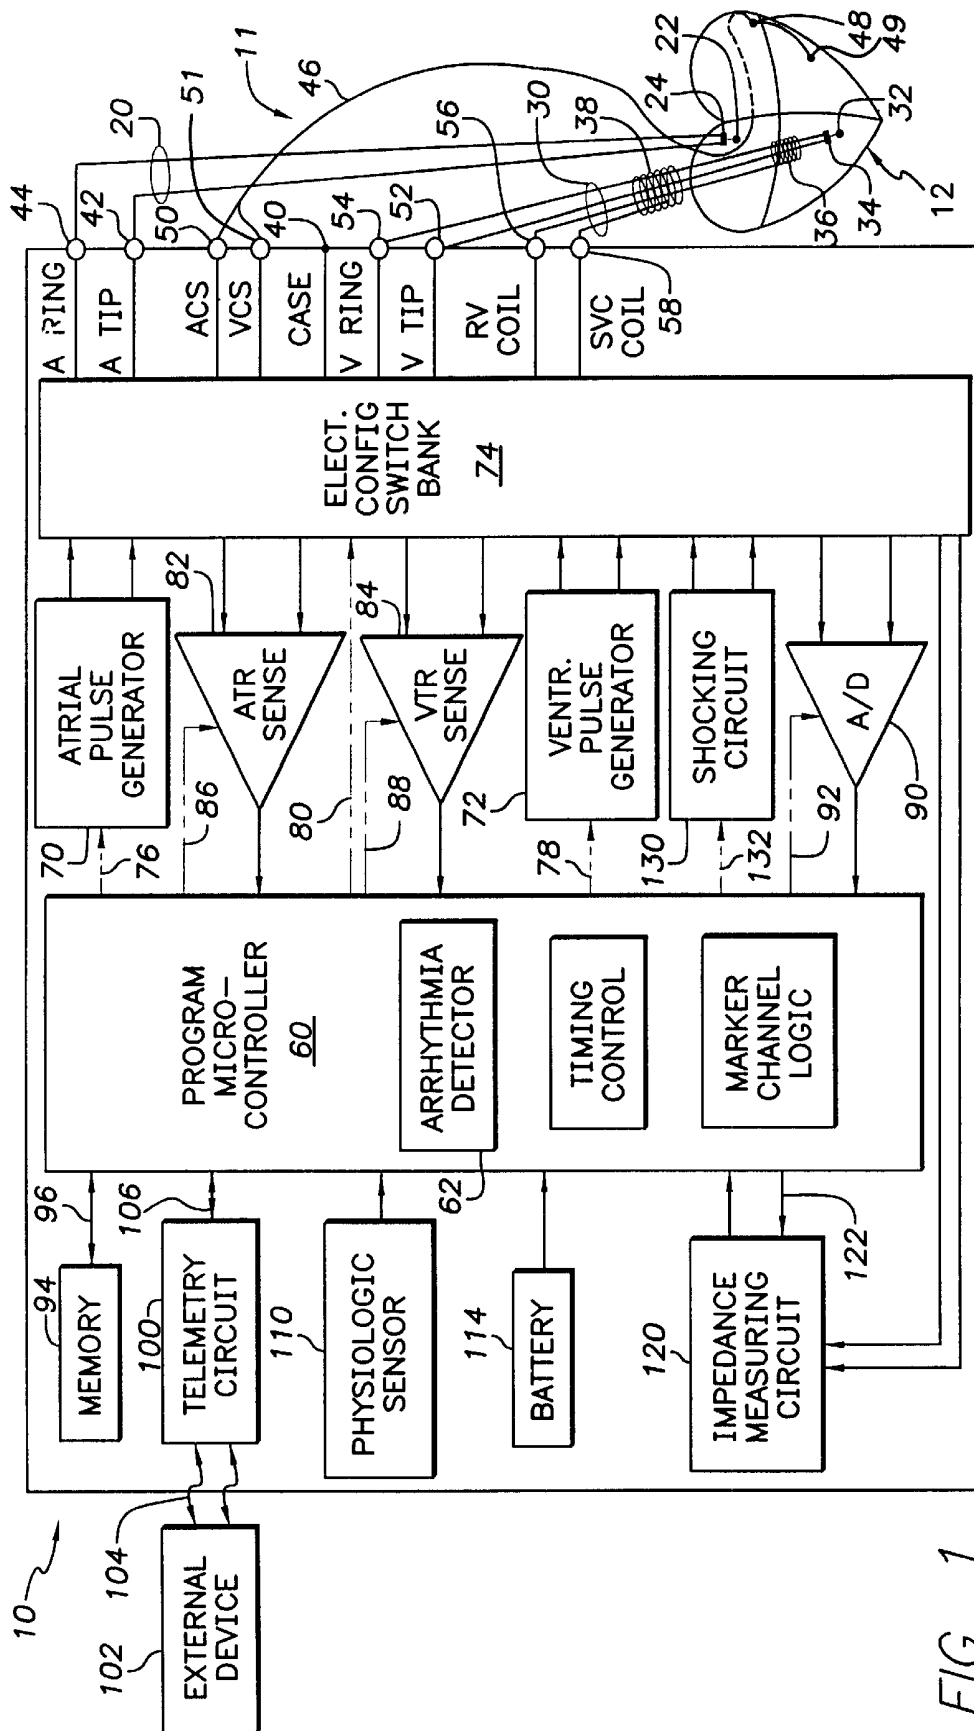 10
11
20
44
42
50
51
40
54
52
56
30
38
46
22
24
48
49
32
36
34
12
58
A RING
A TIP
ACS
VCS
CASE
V RING
V TIP
RV
COIL
SVC
COIL
ELECT.
CONFIG
SWITCH
BANK
74
ATRIAL
PULSE
GENERATOR
70
76
82
ATR
SENSE
86
80
84
VTR
SENSE
88
VENTR.
PULSE
GENERATOR
72
78
SHOCKING
CIRCUIT
130
132
A/D
92
90
PROGRAM
MICRO-
CONTROLLER
60
ARRHYTHMIA
DETECTOR
62
TIMING
CONTROL
MARKER
CHANNEL
LOGIC
96
94
MEMORY
106
100
TELEMETRY
CIRCUIT
110
PHYSIOLOGIC
SENSOR
114
BATTERY
120
IMPEDANCE
MEASURING
CIRCUIT
122
104
102
EXTERNAL
DEVICE
FIG. 1